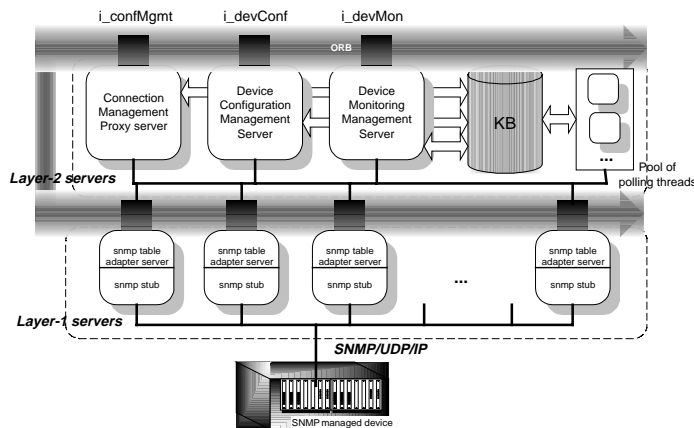 i_confMgmt
i_devConf
i_devMon
ORB
Connection
Management
Proxy server
Device
Configuration
Management
Server
Device
Monitoring
Management
Server
KB
...
Pool of
polling threads
Layer-2 servers
snmp table
adapter server
snmp stub
snmp table
adapter server
snmp stub
snmp table
adapter server
snmp stub
...
snmp table
adapter server
snmp stub
Layer-1 servers
SNMP/UDP/IP
SNMP managed device